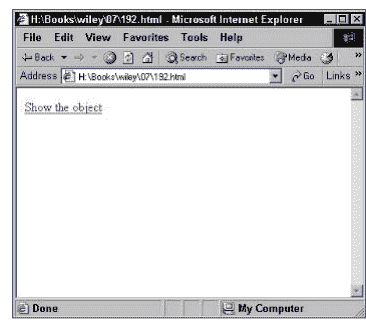 H:\Books\wiley\07\192.html - Microsoft Internet Explorer
File Edit View Favorites Tools Help
Back Search Favorites Media »
Address H:\Books\wiley\07\192.html Go Links »
Show the object
Done My Computer